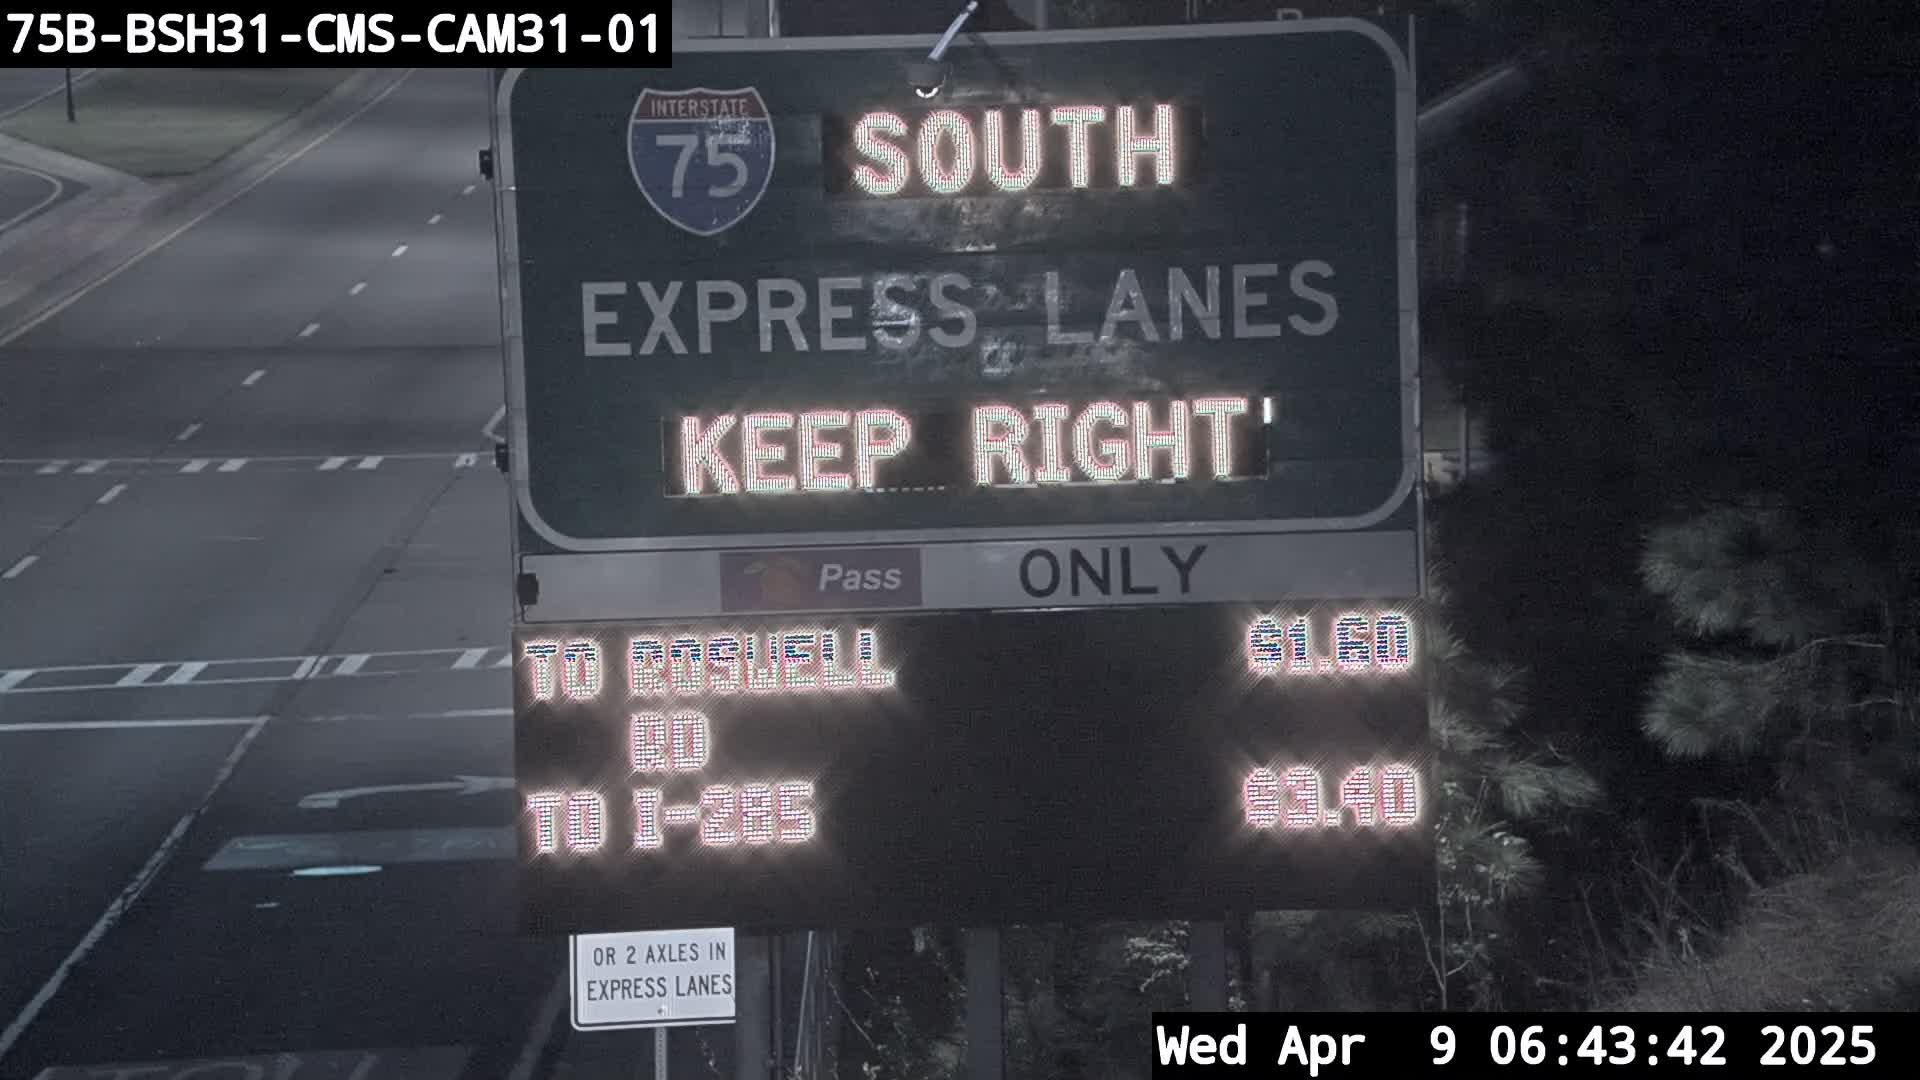 75B-BSH31-CMS-CAM31-01
INTERSTATE
75
SOUTH
EXPRESS LANES
KEEP RIGHT
Pass ONLY
TO ROSWELL $1.60
RD
TO I-285 $3.40
OR 2 AXLES IN
EXPRESS LANES
Wed Apr 9 06:43:42 2025